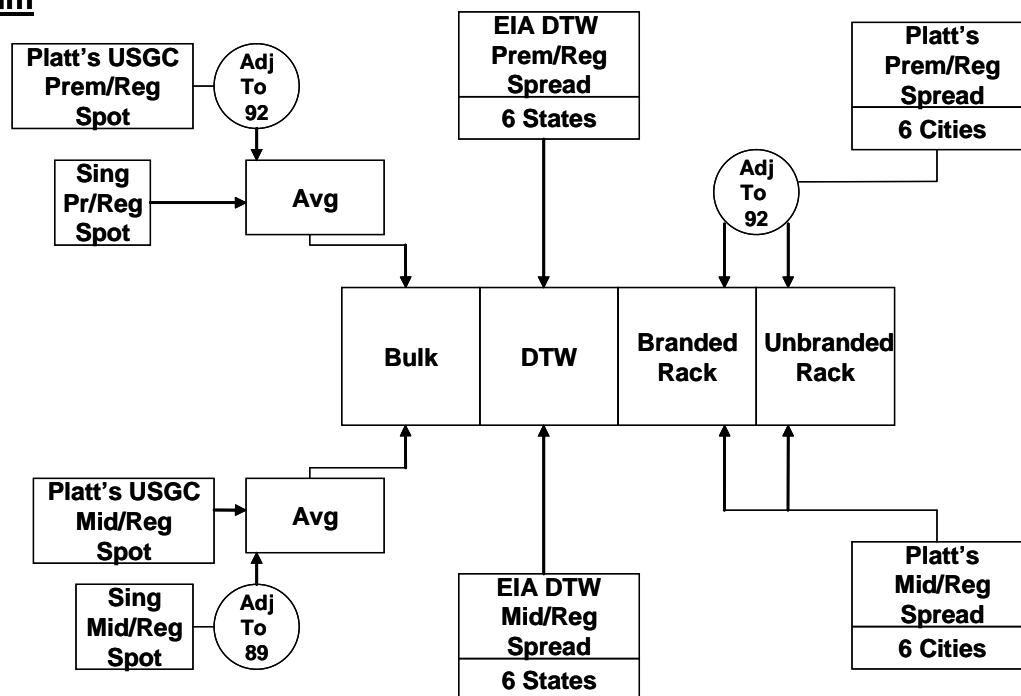 Platt's USGC
Prem/Reg
Spot
Adj
To
92
EIA DTW
Prem/Reg
Spread
6 States
Platt's
Prem/Reg
Spread
6 Cities
Sing
Pr/Reg
Spot
Avg
Adj
To
92
Bulk
DTW
Branded
Rack
Unbranded
Rack
Platt's USGC
Mid/Reg
Spot
Avg
Sing
Mid/Reg
Spot
Adj
To
89
EIA DTW
Mid/Reg
Spread
6 States
Platt's
Mid/Reg
Spread
6 Cities